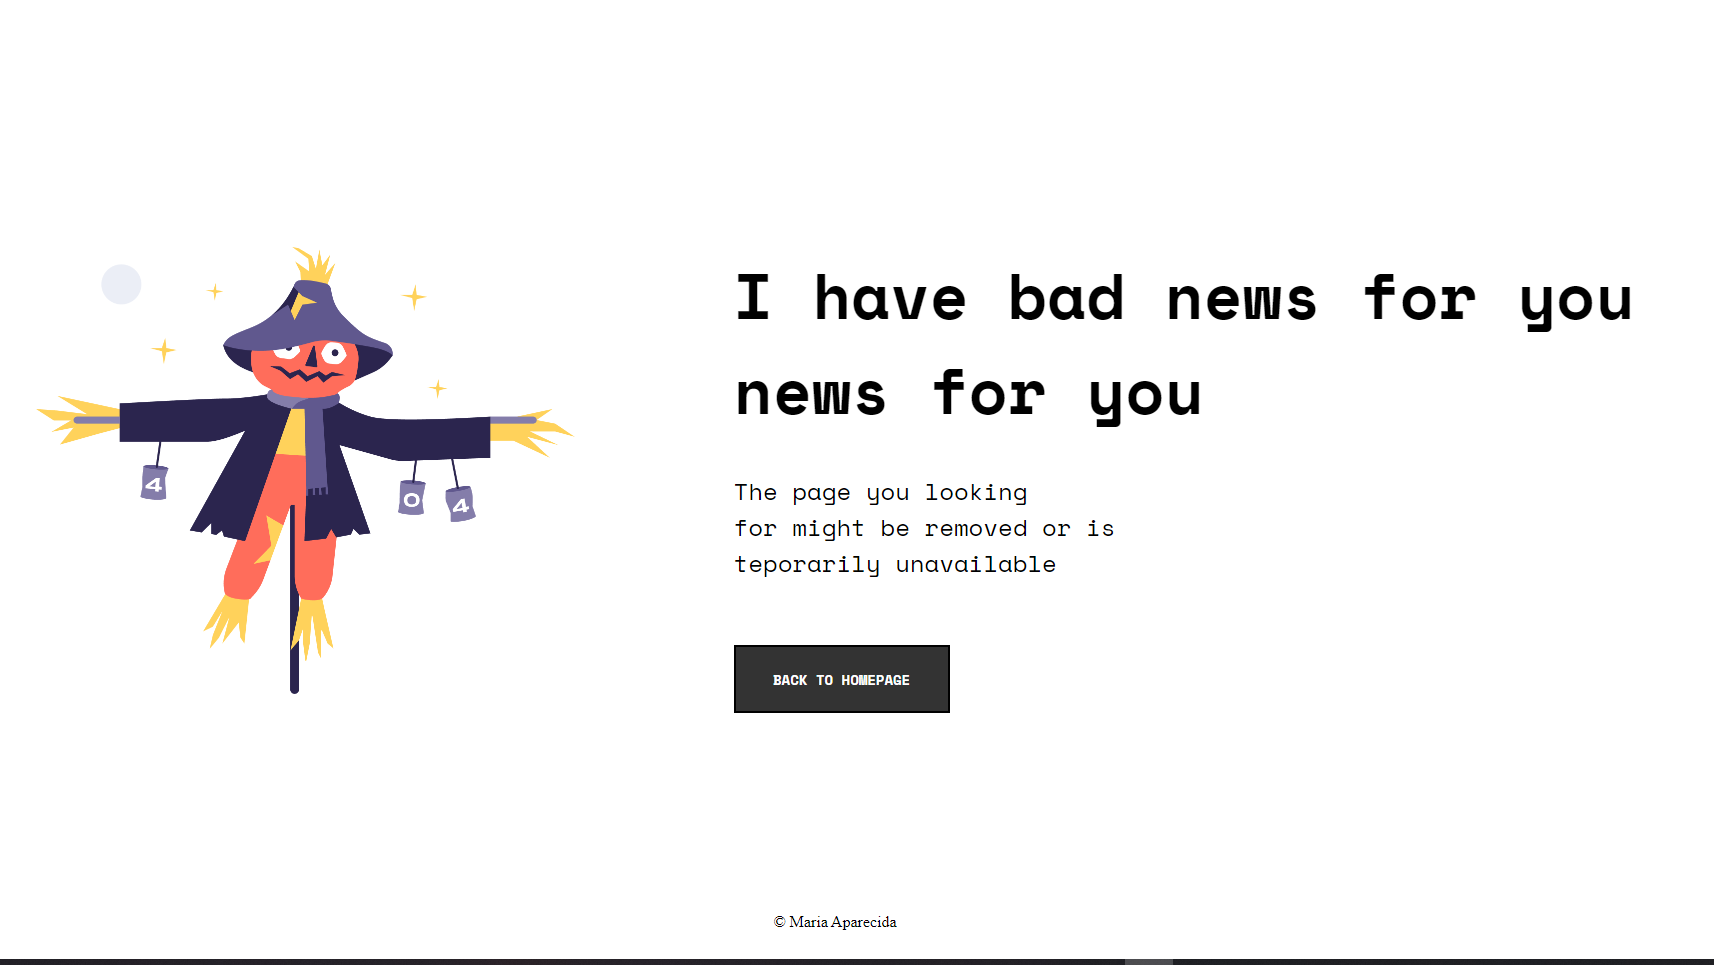 I have bad news for you
news for you
The page you looking
for might be removed or is
teporarily unavailable
BACK TO HOMEPAGE
4
0
4
© Maria Aparecida